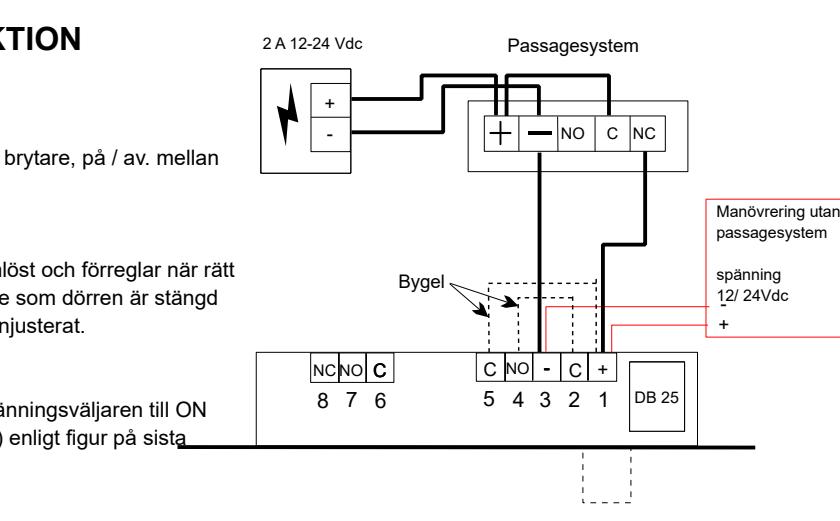 KTION
brytare, på / av. mellan
löst och förreglar när rätt
e som dörren är stängd
njusterat.
änningsväljaren till ON
) enligt figur på sista
2 A 12-24 Vdc
Passagesystem
+
-
+ — NO C NC
Manövrering utan
passagesystem
spänning
12/ 24Vdc
-
+
Bygel
NC NO C
8 7 6
C NO - C +
5 4 3 2 1
DB 25